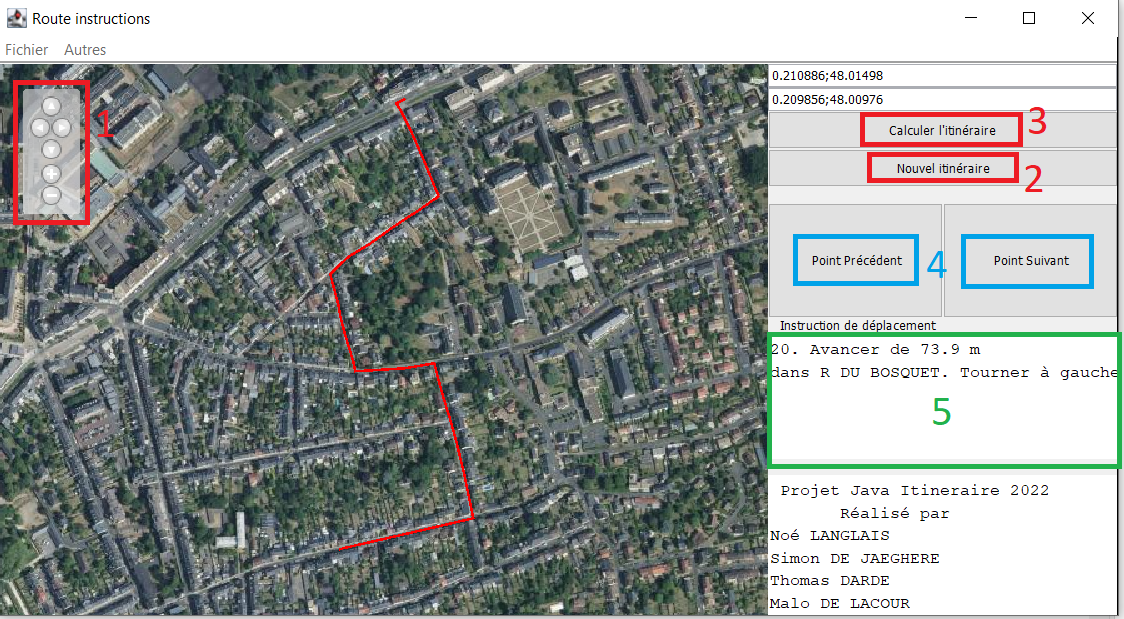 Route instructions
Fichier Autres
1
0.210886;48.01498
0.209856;48.00976
Calculer l'itinéraire 3
Nouvel itinéraire 2
Point Précédent 4 Point Suivant
Instruction de déplacement
20. Avancer de 73.9 m
dans R DU BOSQUET. Tourner à gauche
5
Projet Java Itineraire 2022
Réalisé par
Noé LANGLAIS
Simon DE JAEGHERE
Thomas DARDE
Malo DE LACOUR